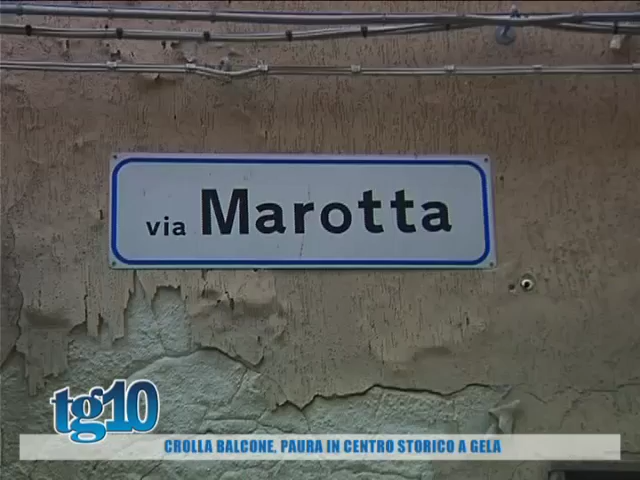 via Marotta
tg10
CROLLA BALCONE, PAURA IN CENTRO STORICO A GELA